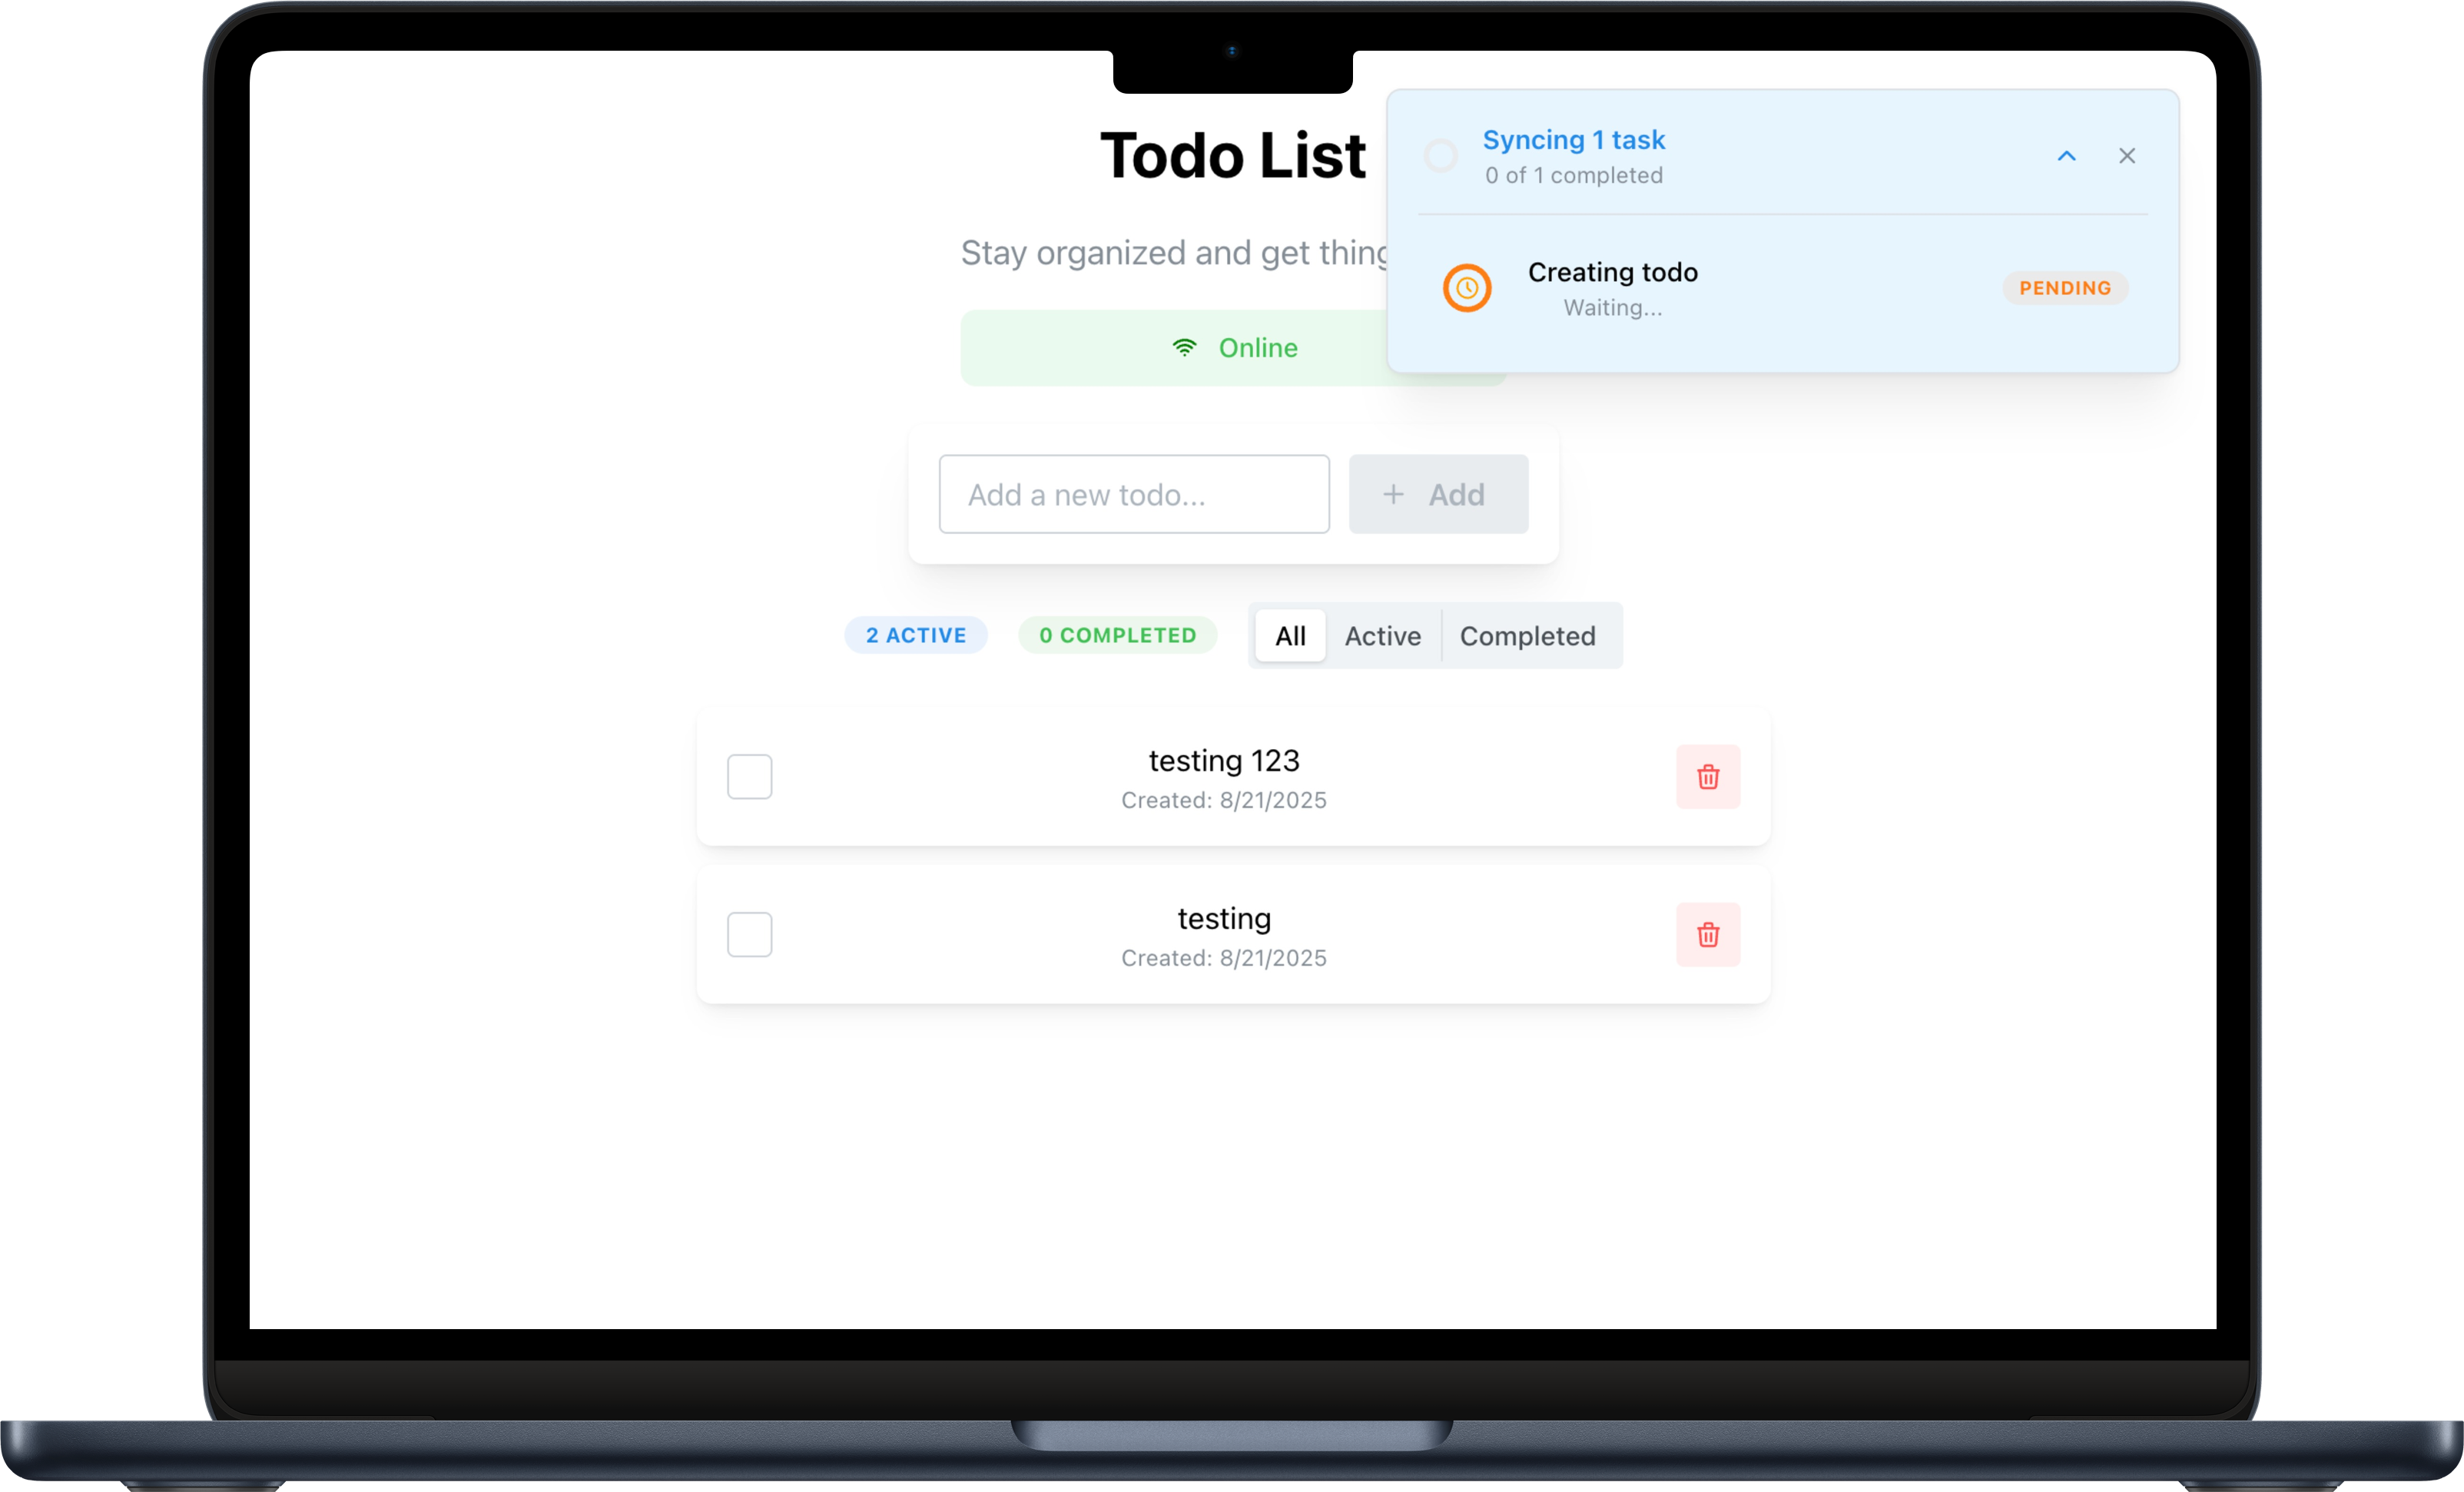 Todo List
Syncing 1 task
0 of 1 completed
Stay organized and get thing
Creating todo
Waiting...
PENDING
Online
Add a new todo...
+ Add
2 ACTIVE
0 COMPLETED
All
Active
Completed
testing 123
Created: 8/21/2025
testing
Created: 8/21/2025